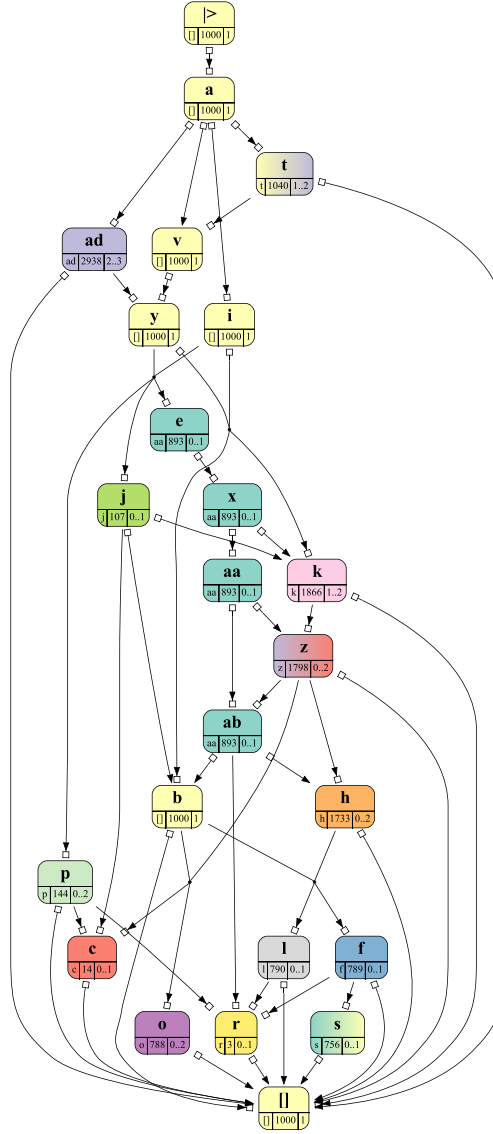 |>
[] 1000 1
a
[] 1000 1
t
t 1040 1..2
ad
ad 2938 2..3
v
[] 1000 1
y
[] 1000 1
i
[] 1000 1
e
aa 893 0..1
j
j 107 0..1
x
aa 893 0..1
aa
aa 893 0..1
k
k 1866 1..2
z
z 1798 0..2
ab
aa 893 0..1
b
[] 1000 1
h
h 1733 0..2
p
p 144 0..2
c
c 14 0..1
l
l 790 0..1
f
f 789 0..1
o
o 788 0..2
r
r 3 0..1
s
s 756 0..1
[]
[] 1000 1